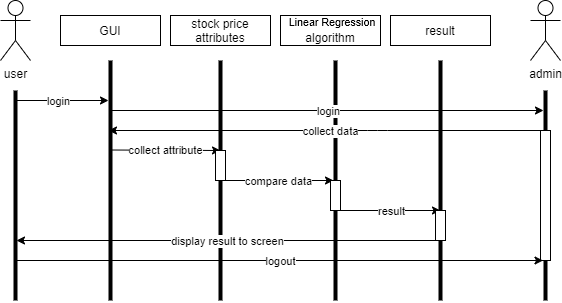 GUI
stock price
attributes
Linear Regression
algorithm
result
user
admin
login
login
collect data
collect attribute
compare data
result
display result to screen
logout